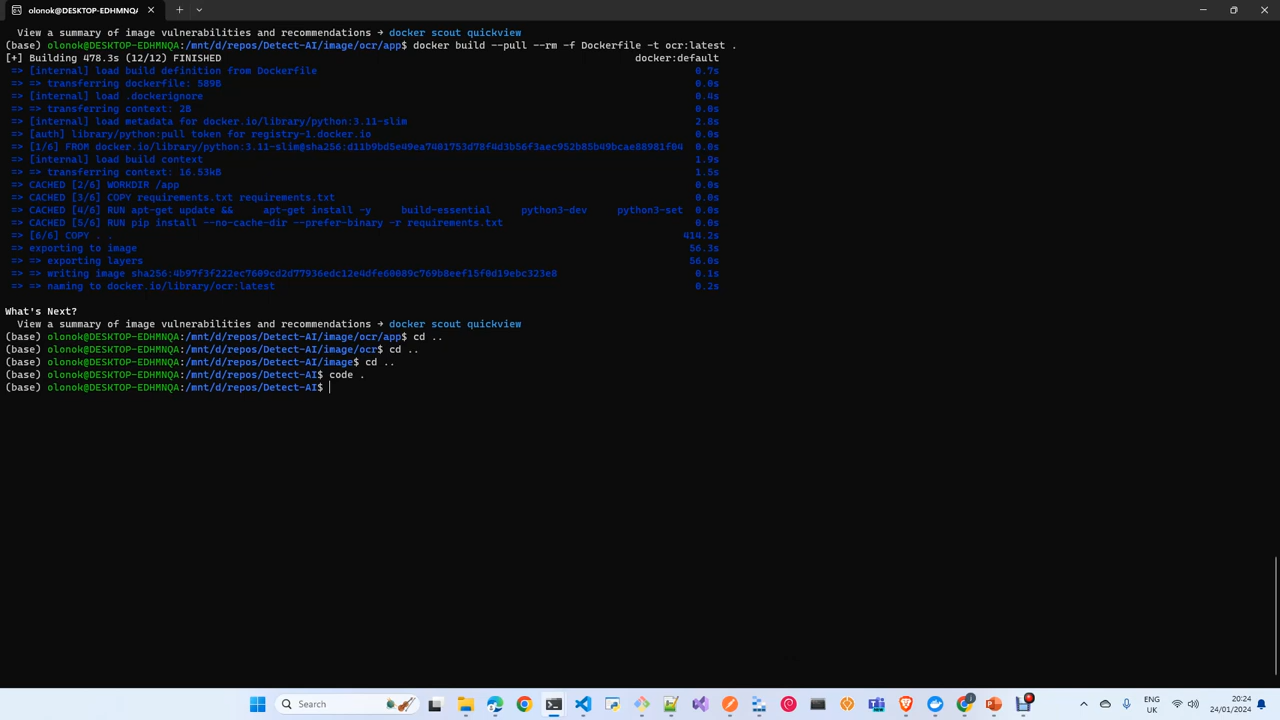 olonok@DESKTOP-EDHMNQA:
View a summary of image vulnerabilities and recommendations → docker scout quickview
(base) olonok@DESKTOP-EDHMNQA:/mnt/d/repos/Detect-AI/image/ocr/app$ docker build --pull --rm -f Dockerfile -t ocr:latest .
[+] Building 478.3s (12/12) FINISHED docker:default
=> [internal] load build definition from Dockerfile 0.7s
=> => transferring dockerfile: 589B 0.0s
=> [internal] load .dockerignore 0.4s
=> => transferring context: 2B 0.0s
=> [internal] load metadata for docker.io/library/python:3.11-slim 2.8s
=> [auth] library/python:pull token for registry-1.docker.io 0.0s
=> [1/6] FROM docker.io/library/python:3.11-slim@sha256:d11b9bd5e49ea7401753d78f4d3b56f3aec952b85b49bcae88981f04 0.0s
=> [internal] load build context 1.9s
=> => transferring context: 16.53kB 1.5s
=> CACHED [2/6] WORKDIR /app 0.0s
=> CACHED [3/6] COPY requirements.txt requirements.txt 0.0s
=> CACHED [4/6] RUN apt-get update && apt-get install -y build-essential python3-dev python3-set 0.0s
=> CACHED [5/6] RUN pip install --no-cache-dir --prefer-binary -r requirements.txt 0.0s
=> [6/6] COPY . . 414.2s
=> exporting to image 56.3s
=> => exporting layers 56.0s
=> => writing image sha256:4b97f3f222ec7609cd2d77936edc12e4dfe60089c769b8eef15f0d19ebc323e8 0.1s
=> => naming to docker.io/library/ocr:latest 0.2s
What's Next?
View a summary of image vulnerabilities and recommendations → docker scout quickview
(base) olonok@DESKTOP-EDHMNQA:/mnt/d/repos/Detect-AI/image/ocr/app$ cd ..
(base) olonok@DESKTOP-EDHMNQA:/mnt/d/repos/Detect-AI/image/ocr$ cd ..
(base) olonok@DESKTOP-EDHMNQA:/mnt/d/repos/Detect-AI/image$ cd ..
(base) olonok@DESKTOP-EDHMNQA:/mnt/d/repos/Detect-AI$ code .
(base) olonok@DESKTOP-EDHMNQA:/mnt/d/repos/Detect-AI$
Search
ENG
UK
20:24
24/01/2024